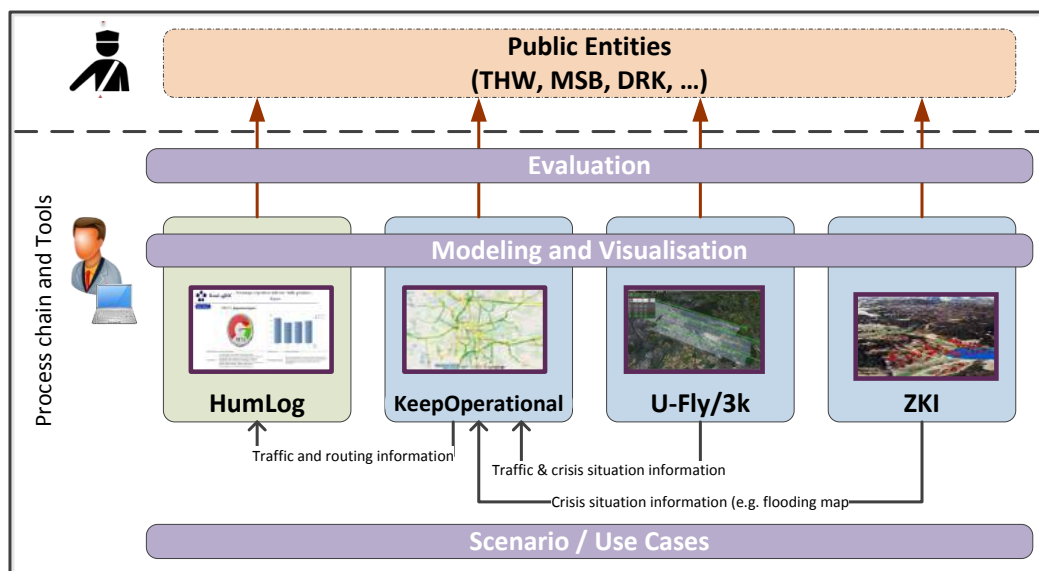 Public Entities
(THW, MSB, DRK, …)
Process chain and Tools
Evaluation
Modeling and Visualisation
HumLog
KeepOperational
U-Fly/3k
ZKI
Traffic and routing information
Traffic & crisis situation information
Crisis situation information (e.g. flooding map
Scenario / Use Cases